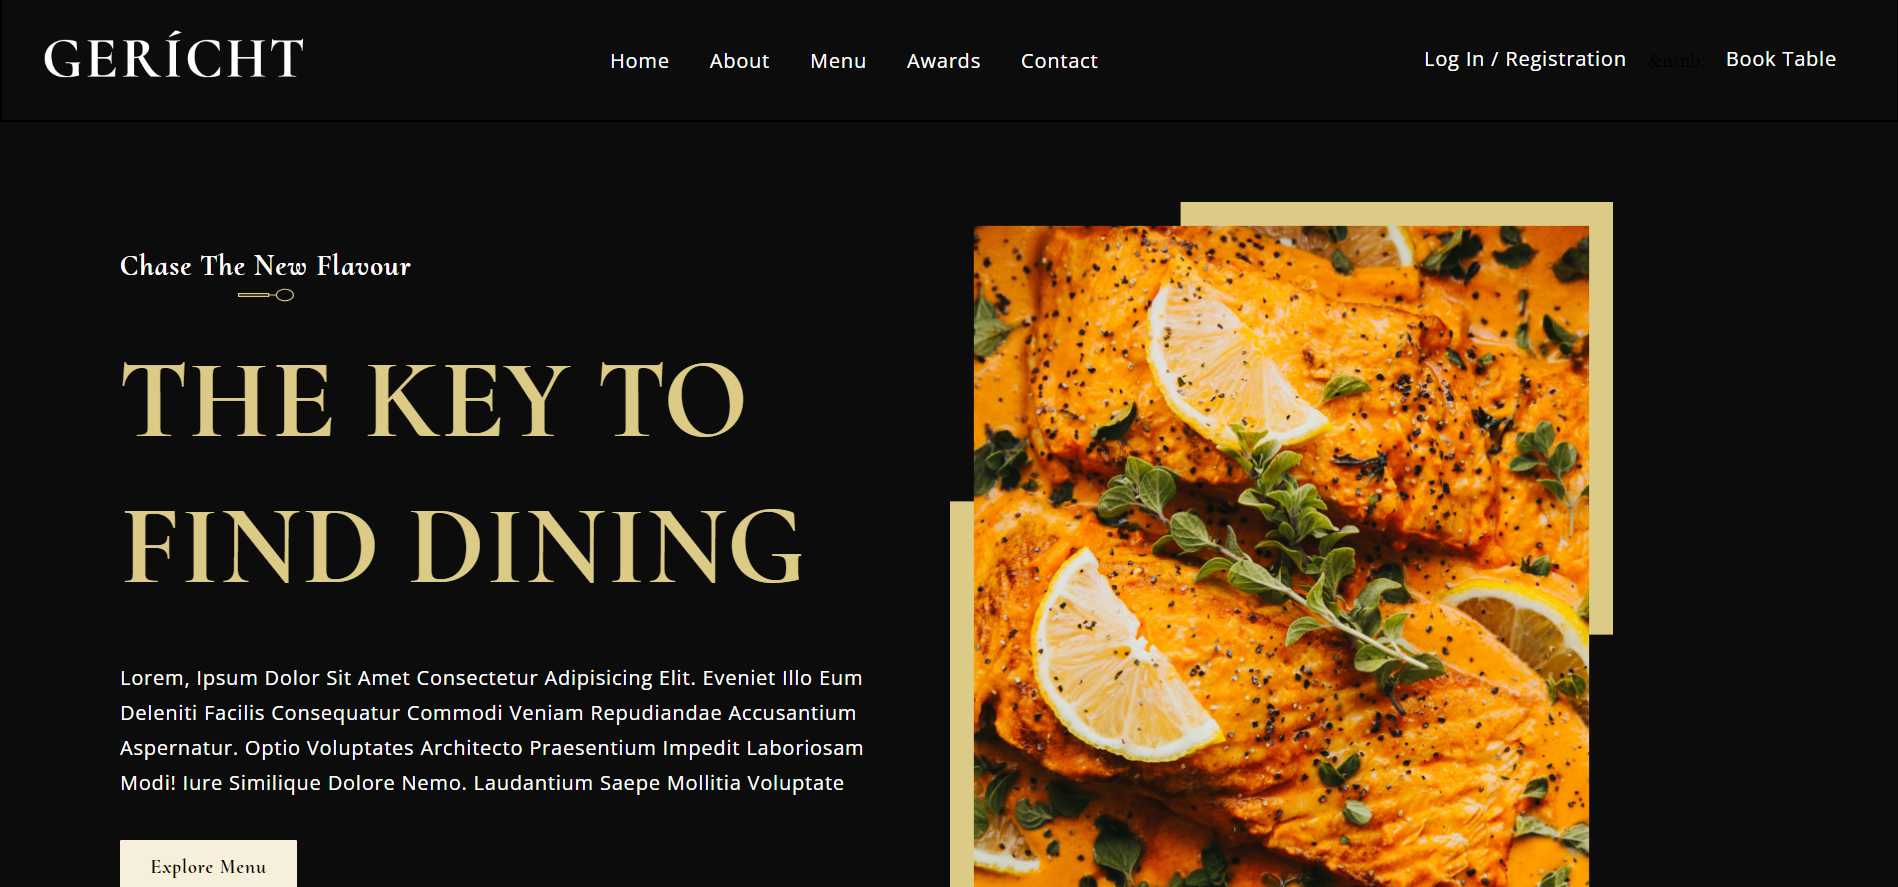 GERÍCHT
Home About Menu Awards Contact
Log In / Registration &nsnb; Book Table
Chase The New Flavour
THE KEY TO
FIND DINING
Lorem, Ipsum Dolor Sit Amet Consectetur Adipisicing Elit. Eveniet Illo Eum
Deleniti Facilis Consequatur Commodi Veniam Repudiandae Accusantium
Aspernatur. Optio Voluptates Architecto Praesentium Impedit Laboriosam
Modi! Iure Similique Dolore Nemo. Laudantium Saepe Mollitia Voluptate
Explore Menu